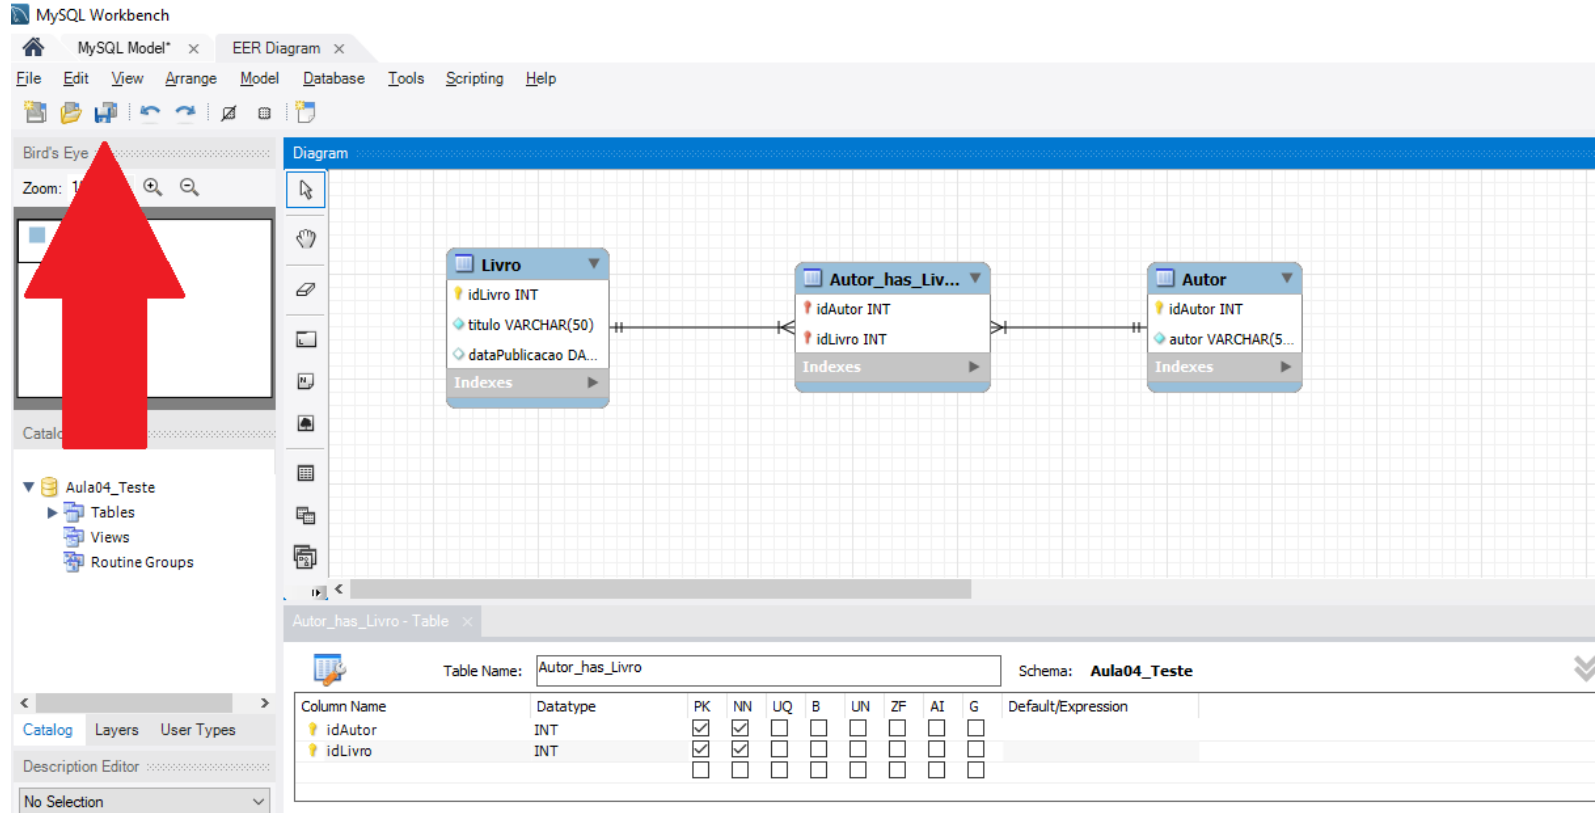 MySQL Workbench
MySQL Model* × EER Diagram ×
File Edit View Arrange Model Database Tools Scripting Help
Bird's Eye
Diagram
Zoom:
Livro
idLivro INT
titulo VARCHAR(50)
dataPublicacao DA...
Indexes
Autor_has_Liv...
idAutor INT
idLivro INT
Indexes
Autor
idAutor INT
autor VARCHAR(5...
Indexes
Aula04_Teste
Tables
Views
Routine Groups
Catalog Layers User Types
Description Editor
No Selection
Autor_has_Livro - Table ×
Table Name: Autor_has_Livro Schema: Aula04_Teste
Column Name Datatype PK NN UQ B UN ZF AI G Default/Expression
idAutor INT
idLivro INT